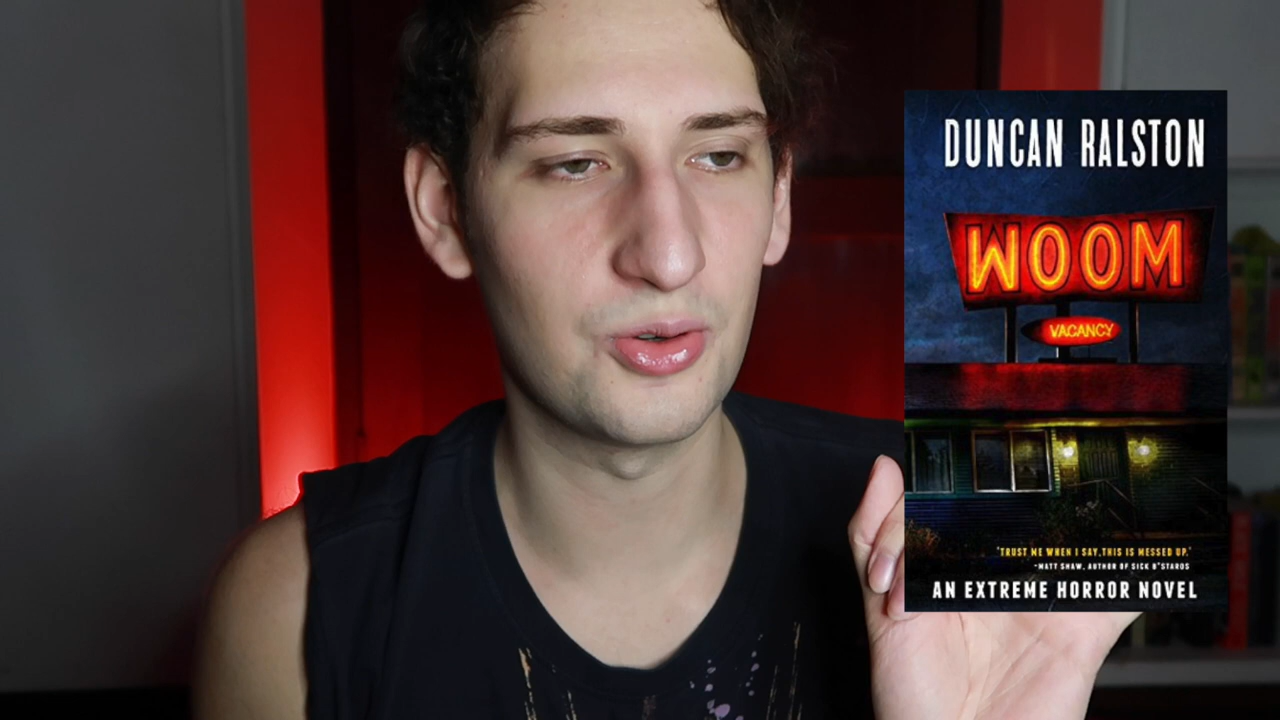 DUNCAN RALSTON
WOOM
VACANCY
'TRUST ME WHEN I SAY, THIS IS MESSED UP.'
-MATT SHAW, AUTHOR OF SICK B*STARDS
AN EXTREME HORROR NOVEL